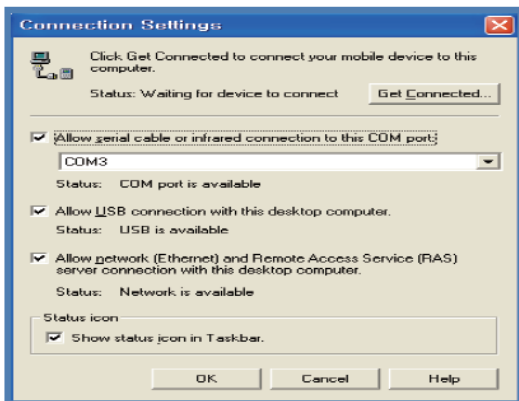 Connection Settings
Click Get Connected to connect your mobile device to this
computer.
Status: Waiting for device to connect
Get Connected...
Allow serial cable or infrared connection to this COM port:
COM3
Status: COM port is available
Allow USB connection with this desktop computer.
Status: USB is available
Allow network (Ethernet) and Remote Access Service (RAS)
server connection with this desktop computer.
Status: Network is available
Status icon
Show status icon in Taskbar.
OK Cancel Help